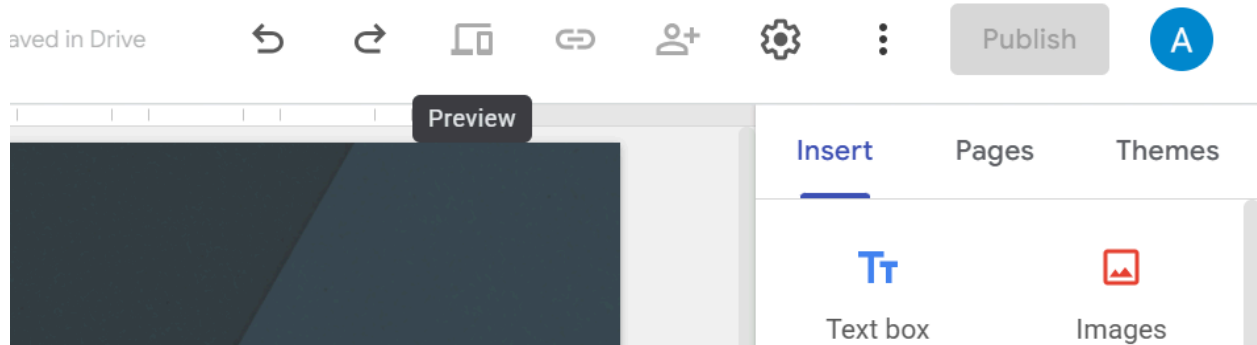 aved in Drive
Publish
A
Preview
Insert Pages Themes
Text box Images